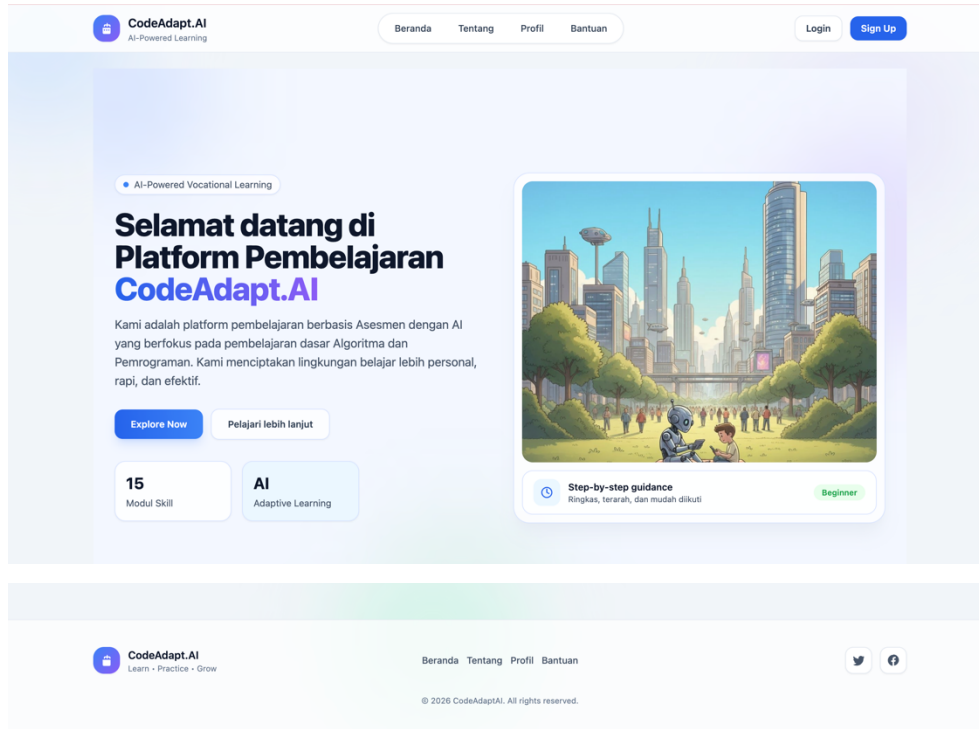 CodeAdapt.AI
AI-Powered Learning
Beranda
Tentang
Profil
Bantuan
Login
Sign Up
AI-Powered Vocational Learning
Selamat datang di
Platform Pembelajaran
CodeAdapt.AI
Kami adalah platform pembelajaran berbasis Asesmen dengan AI
yang berfokus pada pembelajaran dasar Algoritma dan
Pemrograman. Kami menciptakan lingkungan belajar lebih personal,
rapi, dan efektif.
Explore Now
Pelajari lebih lanjut
15
Modul Skill
AI
Adaptive Learning
Step-by-step guidance
Ringkas, terarah, dan mudah diikuti
Beginner
CodeAdapt.AI
Learn • Practice • Grow
Beranda Tentang Profil Bantuan
© 2026 CodeAdaptAI. All rights reserved.